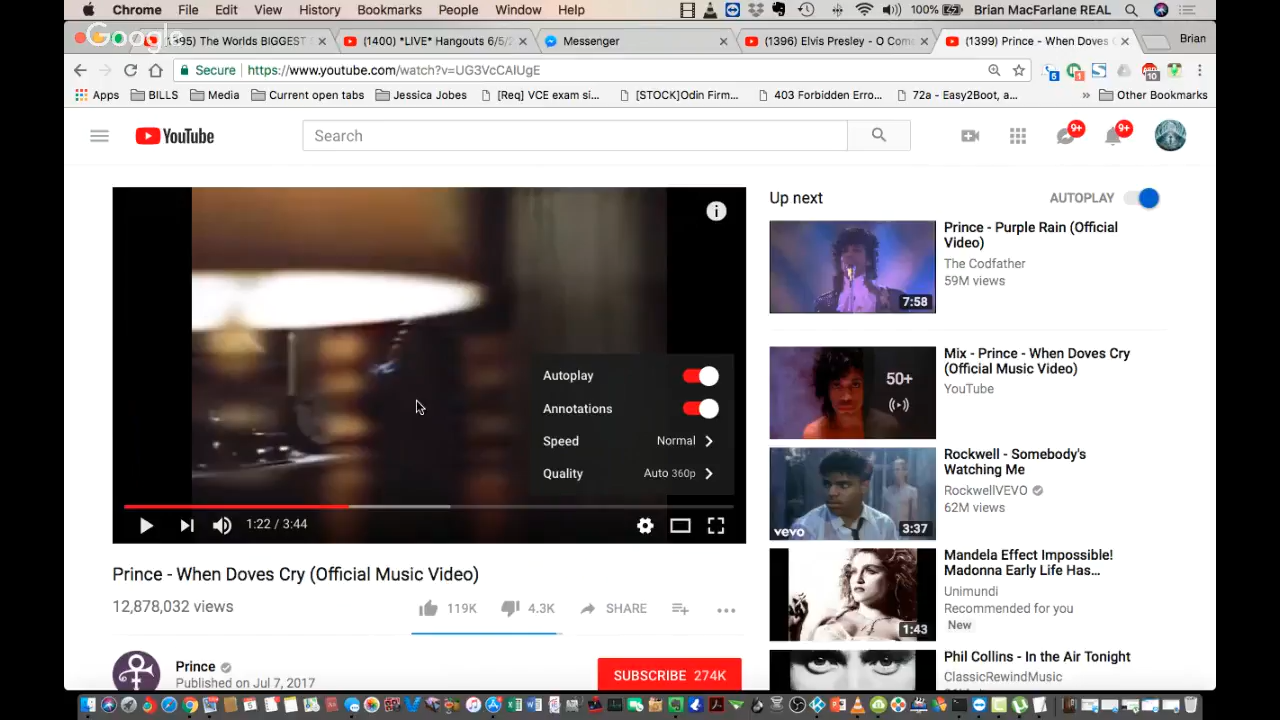 Chrome File Edit View History Bookmarks People Window Help 100% Brian MacFarlane REAL
Google
395) The Worlds BIGGEST (1400) *LIVE* Hangouts 6/5/2 Messenger (1396) Elvis Presley - O Come (1399) Prince - When Doves C Brian
Secure https://www.youtube.com/watch?v=UG3VcCAlUgE
Apps BILLS Media Current open tabs Jessica Jobes [Req] VCE exam si... [STOCK]Odin Firm... 403 Forbidden Erro... 72a - Easy2Boot, a... » Other Bookmarks
YouTube Search 9+ 9+
Up next AUTOPLAY
Prince - Purple Rain (Official Video)
The Codfather
59M views
7:58
Mix - Prince - When Doves Cry (Official Music Video)
YouTube
50+
Autoplay
Annotations
Speed Normal
Quality Auto 360p
1:22 / 3:44
Rockwell - Somebody's Watching Me
RockwellVEVO
62M views
vevo 3:37
Prince - When Doves Cry (Official Music Video)
12,878,032 views
119K 4.3K SHARE
Mandela Effect Impossible! Madonna Early Life Has...
Unimundi
Recommended for you
New
1:43
Prince
Published on Jul 7, 2017
SUBSCRIBE 274K
Phil Collins - In the Air Tonight
ClassicRewindMusic